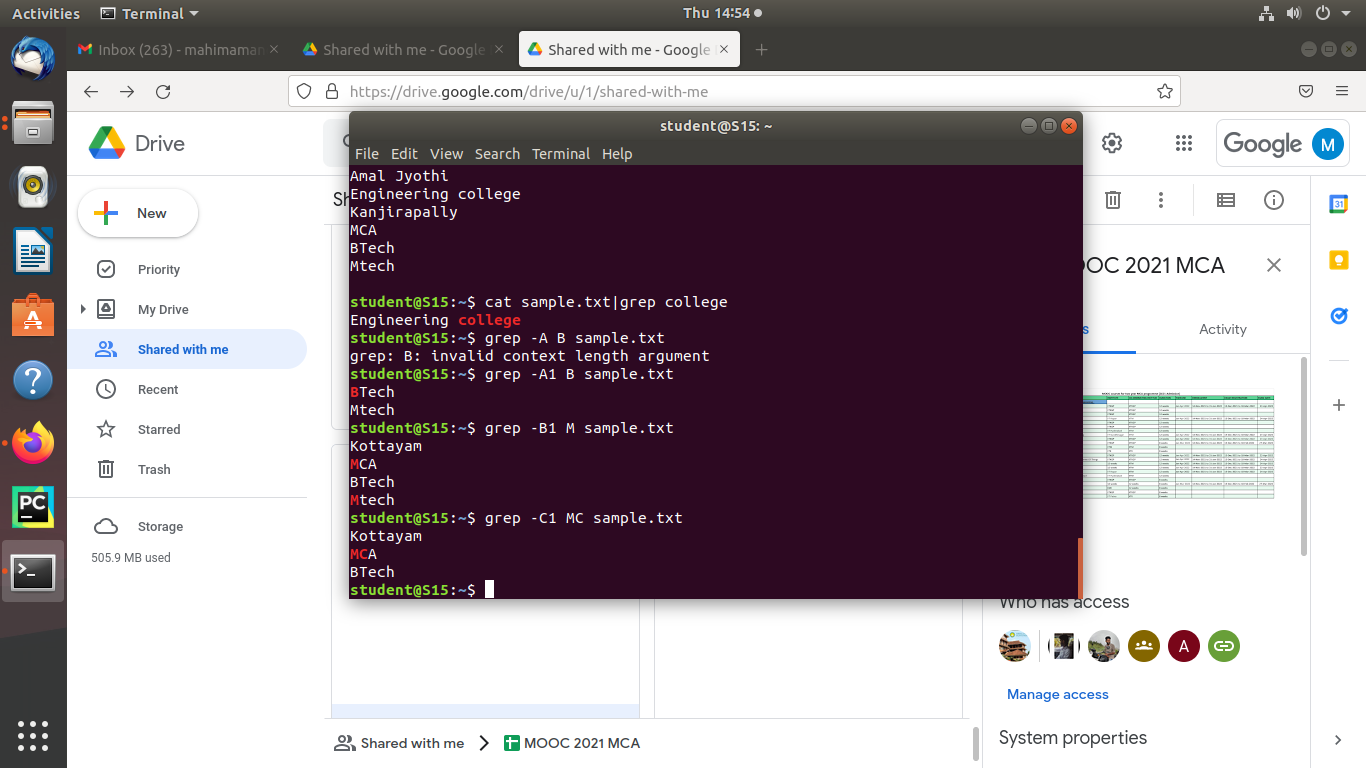 Activities
Terminal
Thu 14:54
Inbox (263) - mahimaman
Shared with me - Google
Shared with me - Google
https://drive.google.com/drive/u/1/shared-with-me
student@S15: ~
File Edit View Search Terminal Help
Drive
Google M
New
Priority
My Drive
Shared with me
Recent
Starred
Trash
Storage
505.9 MB used
Amal Jyothi
Engineering college
Kanjirapally
MCA
BTech
Mtech
student@S15:~$ cat sample.txt|grep college
Engineering college
student@S15:~$ grep -A B sample.txt
grep: B: invalid context length argument
student@S15:~$ grep -A1 B sample.txt
BTech
Mtech
student@S15:~$ grep -B1 M sample.txt
Kottayam
MCA
BTech
Mtech
student@S15:~$ grep -C1 MC sample.txt
Kottayam
MCA
BTech
student@S15:~$
OOC 2021 MCA
Activity
31
Who has access
A
Manage access
System properties
Shared with me
MOOC 2021 MCA
PC